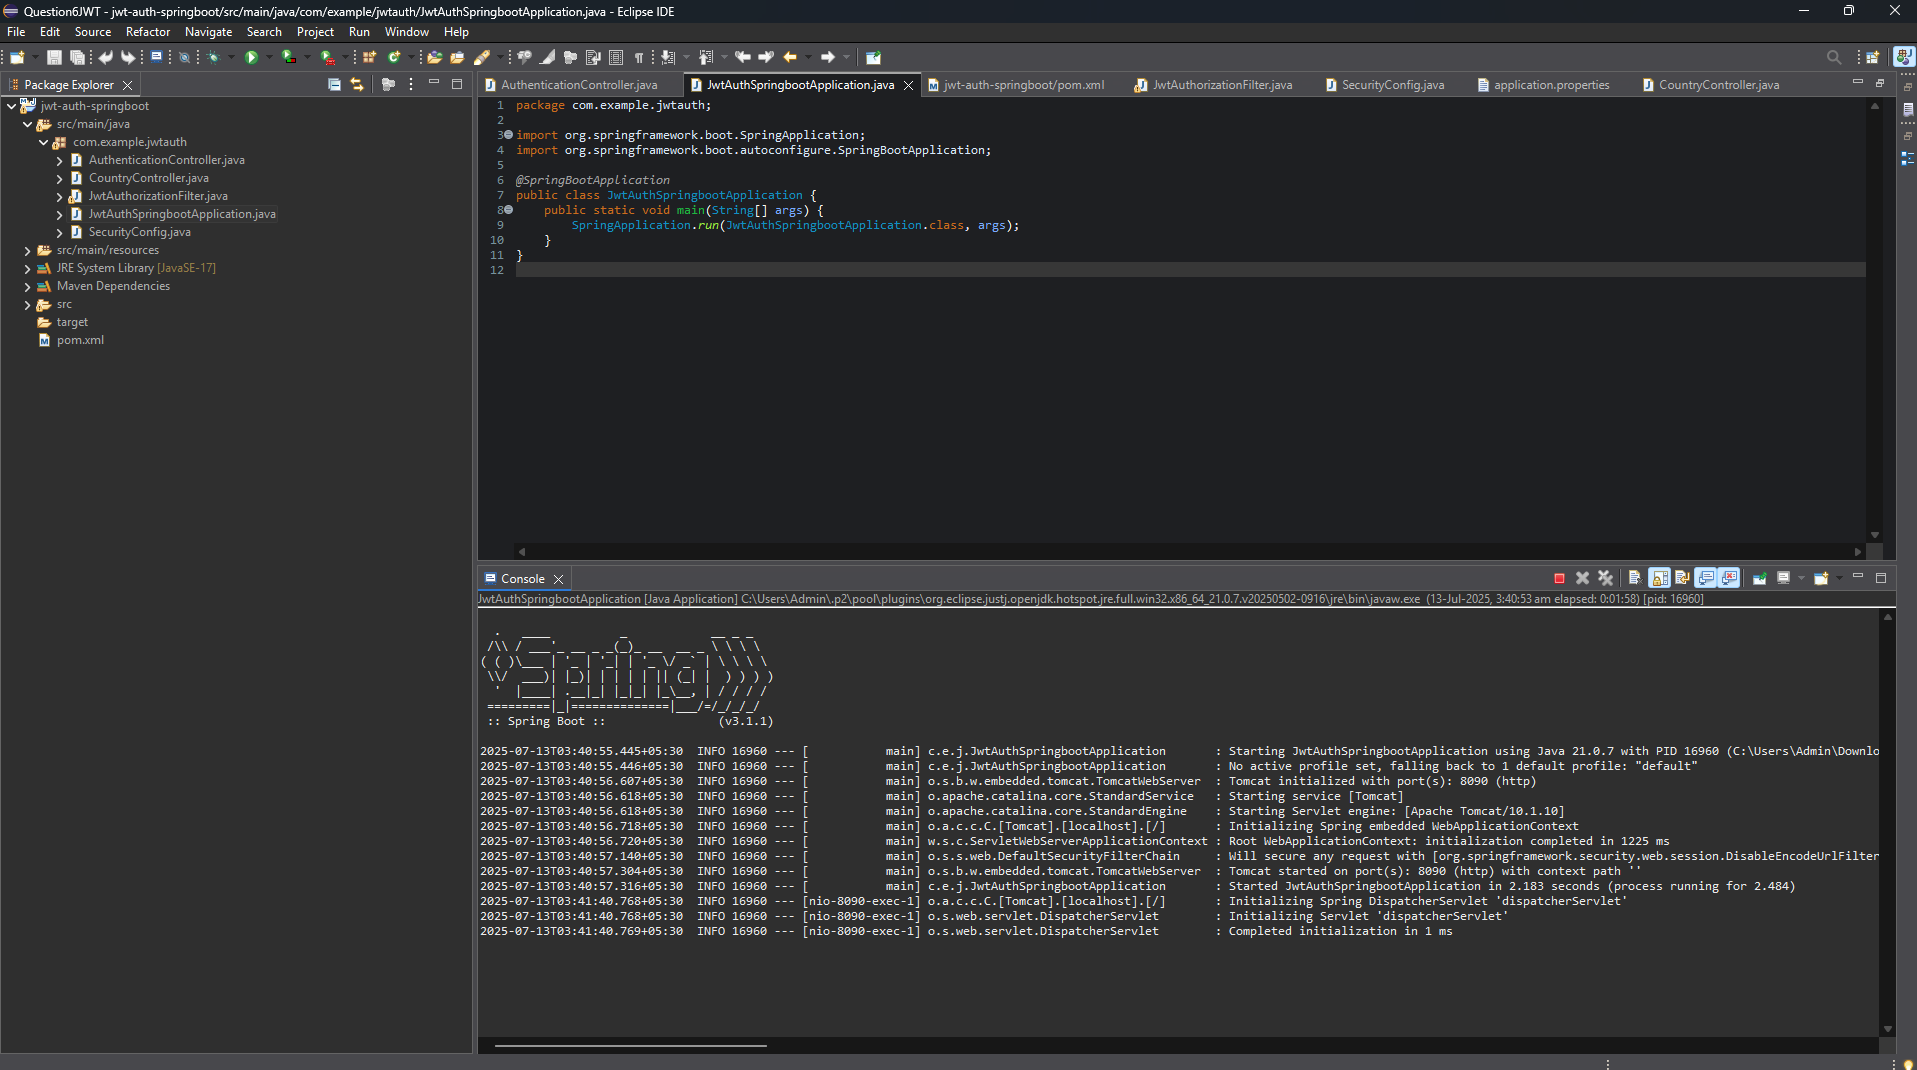 Question6JWT - jwt-auth-springboot/src/main/java/com/example/jwtauth/JwtAuthSpringbootApplication.java - Eclipse IDE
File Edit Source Refactor Navigate Search Project Run Window Help
Package Explorer
jwt-auth-springboot
src/main/java
com.example.jwtauth
AuthenticationController.java
CountryController.java
JwtAuthorizationFilter.java
JwtAuthSpringbootApplication.java
SecurityConfig.java
src/main/resources
JRE System Library [JavaSE-17]
Maven Dependencies
src
target
pom.xml
AuthenticationController.java JwtAuthSpringbootApplication.java jwt-auth-springboot/pom.xml JwtAuthorizationFilter.java SecurityConfig.java application.properties CountryController.java
1 package com.example.jwtauth;
2
3 import org.springframework.boot.SpringApplication;
4 import org.springframework.boot.autoconfigure.SpringBootApplication;
5
6 @SpringBootApplication
7 public class JwtAuthSpringbootApplication {
8 public static void main(String[] args) {
9 SpringApplication.run(JwtAuthSpringbootApplication.class, args);
10 }
11 }
12
Console
JwtAuthSpringbootApplication [Java Application] C:\Users\Admin\.p2\pool\plugins\org.eclipse.justj.openjdk.hotspot.jre.full.win32.x86_64_21.0.7.v20250502-0916\jre\bin\javaw.exe (13-Jul-2025, 3:40:53 am elapsed: 0:01:58) [pid: 16960]
  .   ____          _            __ _ _
 /\\ / ___'_ __ _ _(_)_ __  __ _ \ \ \ \
( ( )\___ | '_ | '_| | '_ \/ _` | \ \ \ \
 \\/  ___)| |_)| | | | | || (_| |  ) ) ) )
  '  |____| .__|_| |_|_| |_\__, | / / / /
 =========|_|==============|___/=/_/_/_/
:: Spring Boot :: (v3.1.1)
2025-07-13T03:40:55.445+05:30 INFO 16960 --- [ main] c.e.j.JwtAuthSpringbootApplication : Starting JwtAuthSpringbootApplication using Java 21.0.7 with PID 16960 (C:\Users\Admin\Downlo
2025-07-13T03:40:55.446+05:30 INFO 16960 --- [ main] c.e.j.JwtAuthSpringbootApplication : No active profile set, falling back to 1 default profile: "default"
2025-07-13T03:40:56.607+05:30 INFO 16960 --- [ main] o.s.b.w.embedded.tomcat.TomcatWebServer : Tomcat initialized with port(s): 8090 (http)
2025-07-13T03:40:56.618+05:30 INFO 16960 --- [ main] o.apache.catalina.core.StandardService : Starting service [Tomcat]
2025-07-13T03:40:56.618+05:30 INFO 16960 --- [ main] o.apache.catalina.core.StandardEngine : Starting Servlet engine: [Apache Tomcat/10.1.10]
2025-07-13T03:40:56.718+05:30 INFO 16960 --- [ main] o.a.c.c.C.[Tomcat].[localhost].[/] : Initializing Spring embedded WebApplicationContext
2025-07-13T03:40:56.720+05:30 INFO 16960 --- [ main] w.s.c.ServletWebServerApplicationContext : Root WebApplicationContext: initialization completed in 1225 ms
2025-07-13T03:40:57.140+05:30 INFO 16960 --- [ main] o.s.s.web.DefaultSecurityFilterChain : Will secure any request with [org.springframework.security.web.session.DisableEncodeUrlFilter
2025-07-13T03:40:57.304+05:30 INFO 16960 --- [ main] o.s.b.w.embedded.tomcat.TomcatWebServer : Tomcat started on port(s): 8090 (http) with context path ''
2025-07-13T03:40:57.316+05:30 INFO 16960 --- [ main] c.e.j.JwtAuthSpringbootApplication : Started JwtAuthSpringbootApplication in 2.183 seconds (process running for 2.484)
2025-07-13T03:41:40.768+05:30 INFO 16960 --- [nio-8090-exec-1] o.a.c.c.C.[Tomcat].[localhost].[/] : Initializing Spring DispatcherServlet 'dispatcherServlet'
2025-07-13T03:41:40.768+05:30 INFO 16960 --- [nio-8090-exec-1] o.s.web.servlet.DispatcherServlet : Initializing Servlet 'dispatcherServlet'
2025-07-13T03:41:40.769+05:30 INFO 16960 --- [nio-8090-exec-1] o.s.web.servlet.DispatcherServlet : Completed initialization in 1 ms